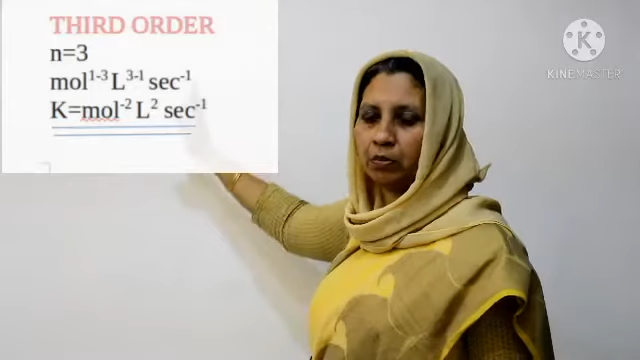 THIRD ORDER
n=3
mol¹⁻³ L³⁻¹ sec⁻¹
K=mol⁻² L² sec⁻¹
K
KINEMASTER